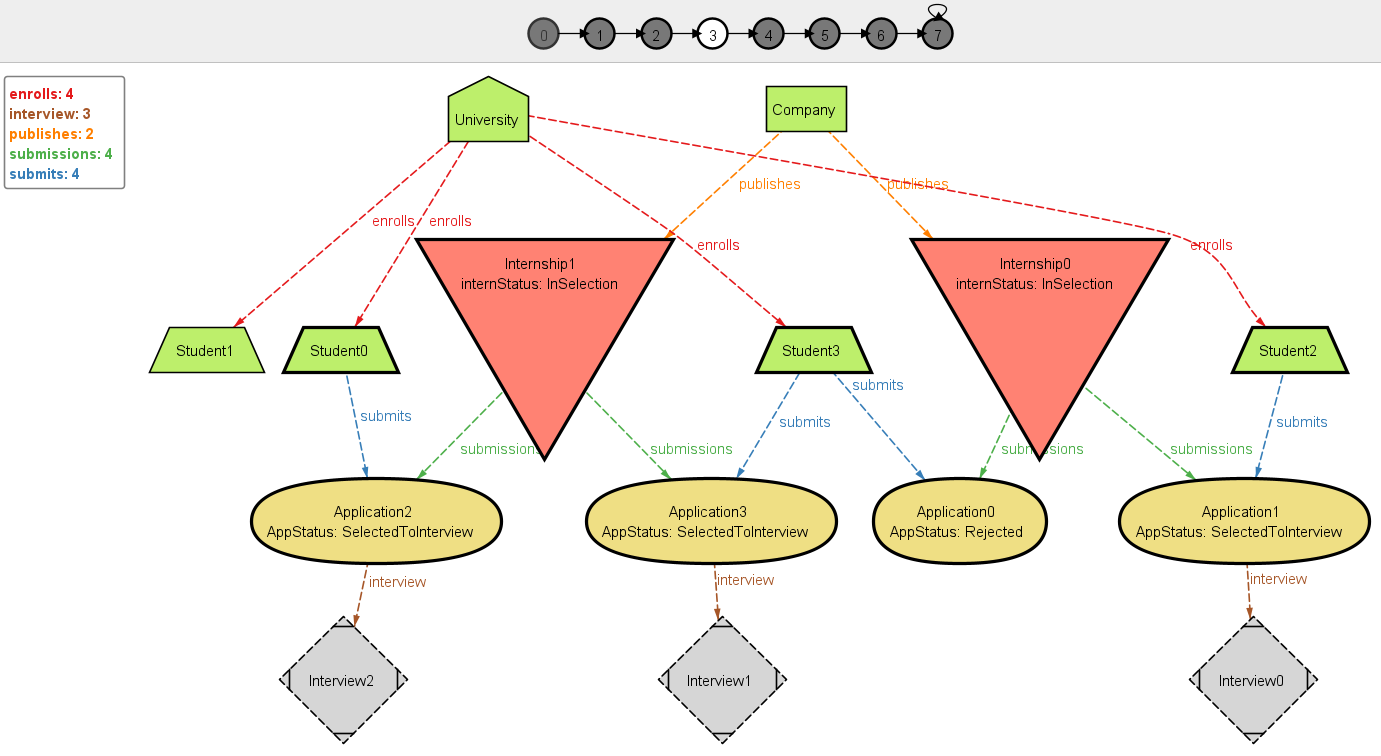 0
1
2
3
4
5
6
7
enrolls: 4
interview: 3
publishes: 2
submissions: 4
submits: 4
University
Company
publishes
publishes
enrolls
enrolls
enrolls
enrolls
Internship1
internStatus: InSelection
Internship0
internStatus: InSelection
Student1
Student0
Student3
Student2
submits
submits
submits
submits
submissions
submissions
submissions
submissions
Application2
AppStatus: SelectedToInterview
Application3
AppStatus: SelectedToInterview
Application0
AppStatus: Rejected
Application1
AppStatus: SelectedToInterview
interview
interview
interview
Interview2
Interview1
Interview0